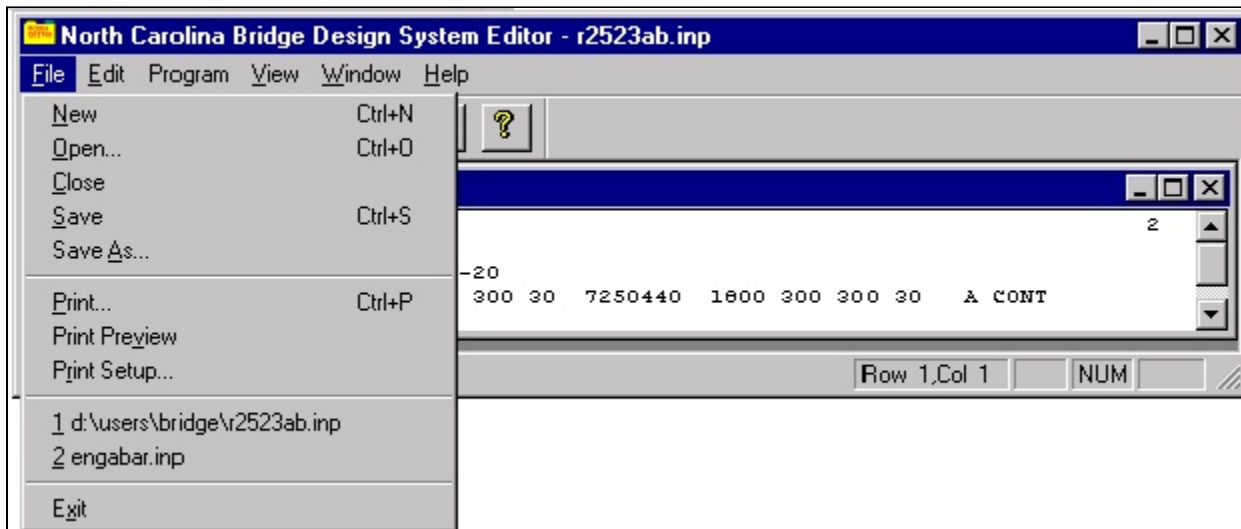 North Carolina Bridge Design System Editor - r2523ab.inp
File Edit Program View Window Help
New Ctrl+N
Open... Ctrl+O
Close
Save Ctrl+S
Save As...
Print... Ctrl+P
Print Preview
Print Setup...
1 d:\users\bridge\r2523ab.inp
2 engabar.inp
Exit
?
2
-20
300 30 7250440 1800 300 300 30 A CONT
Row 1,Col 1 NUM